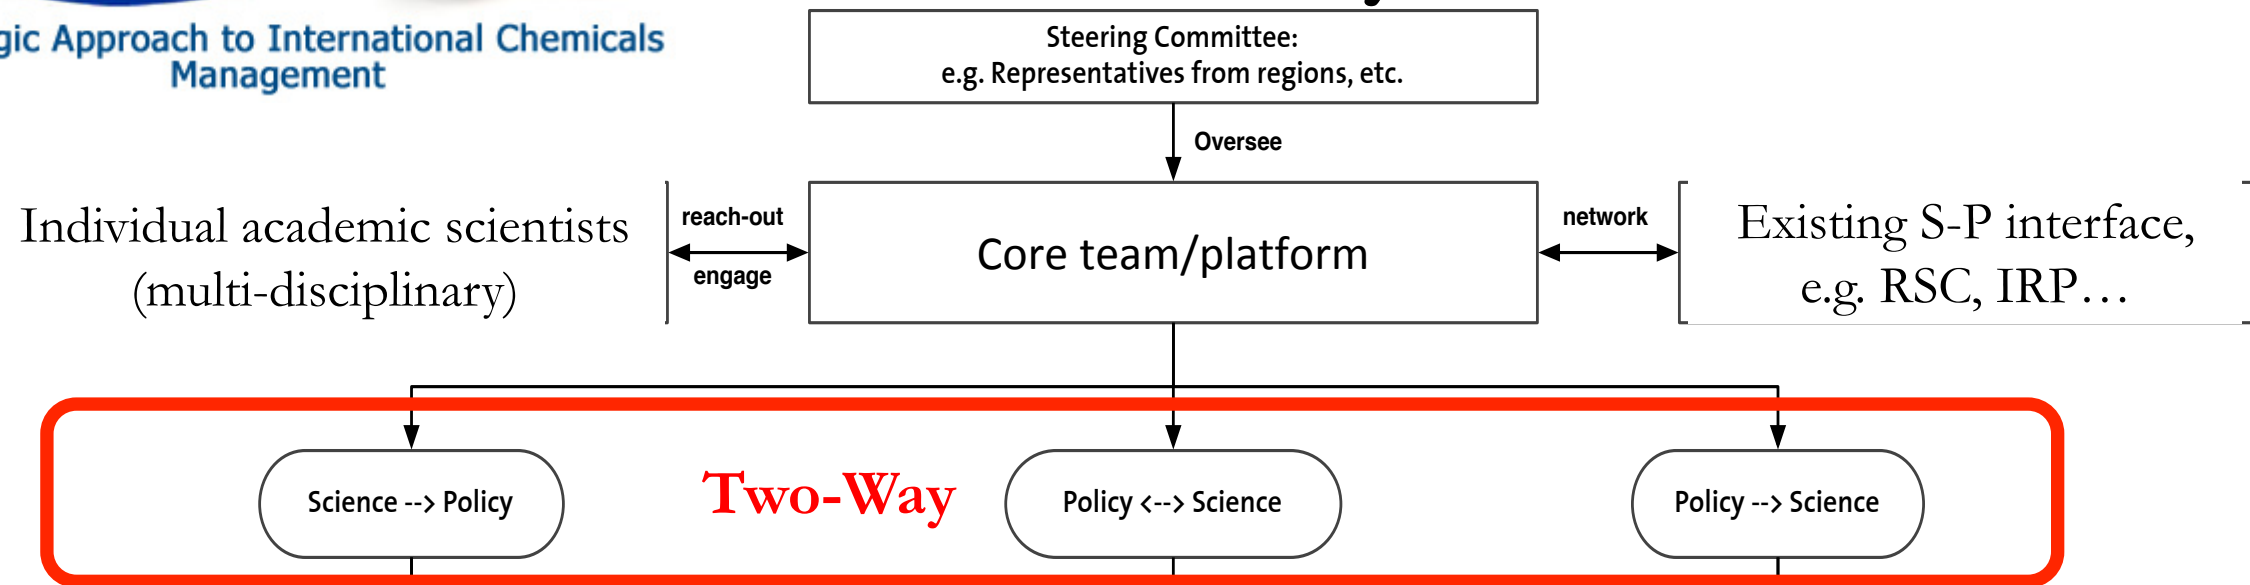 gic Approach to International Chemicals
Management
Steering Committee:
e.g. Representatives from regions, etc.
Oversee
Individual academic scientists
(multi-disciplinary)
reach-out
engage
Core team/platform
network
Existing S-P interface,
e.g. RSC, IRP…
Science --> Policy
Two-Way
Policy <--> Science
Policy --> Science